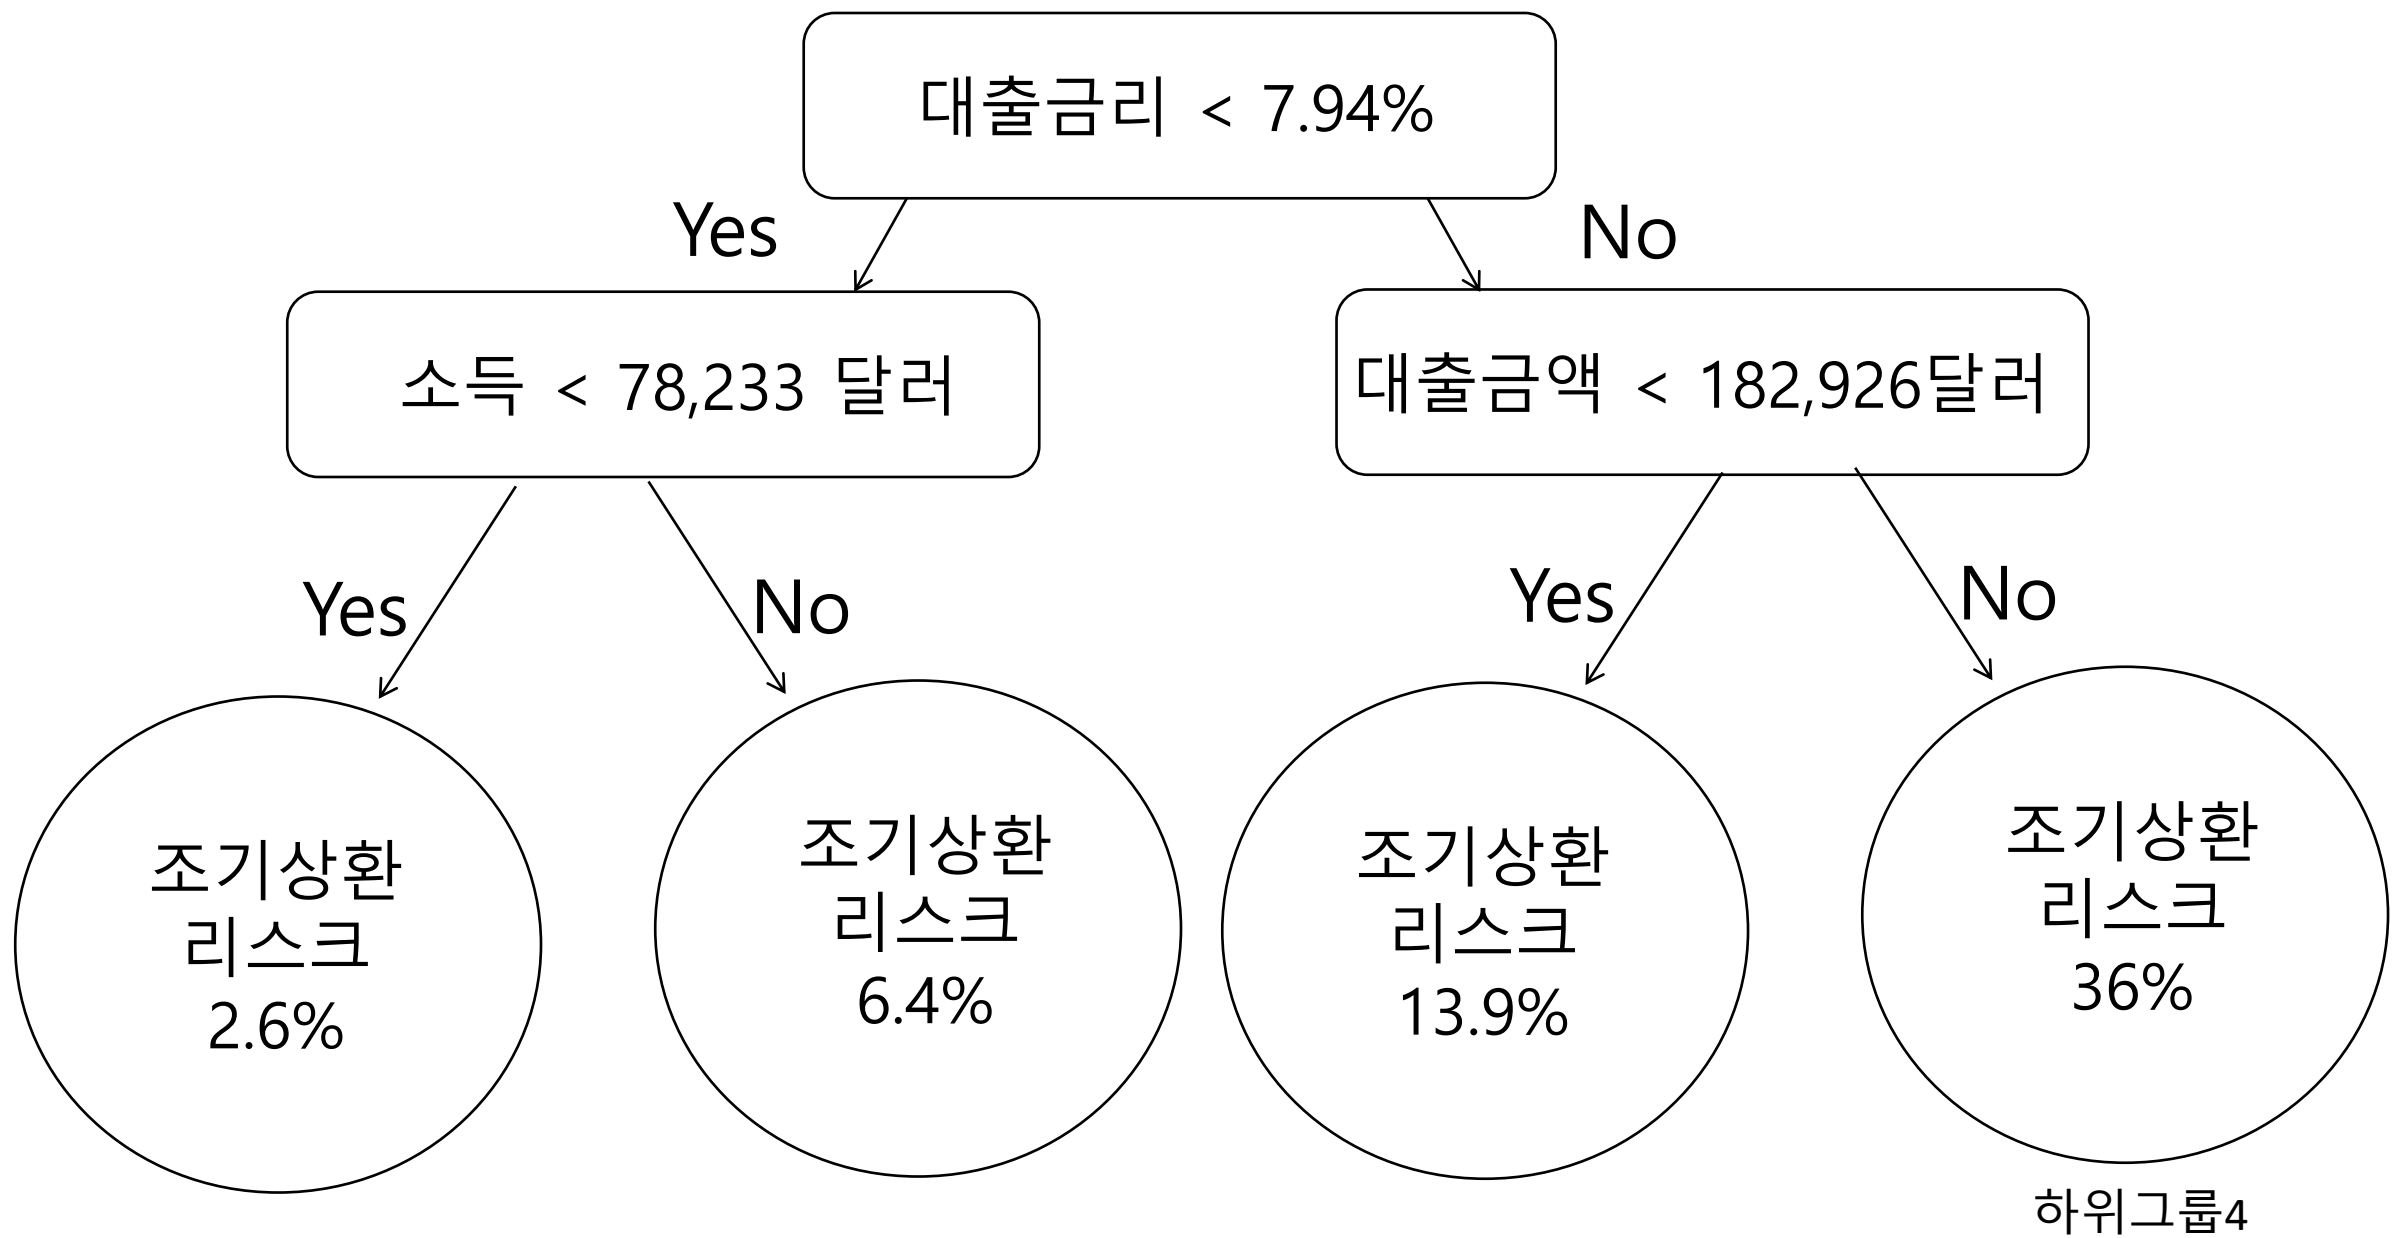 대출금리 < 7.94%
Yes
No
소득 < 78,233 달러
대출금액 < 182,926달러
Yes
No
Yes
No
조기상환
리스크
2.6%
조기상환
리스크
6.4%
조기상환
리스크
13.9%
조기상환
리스크
36%
하위그룹4